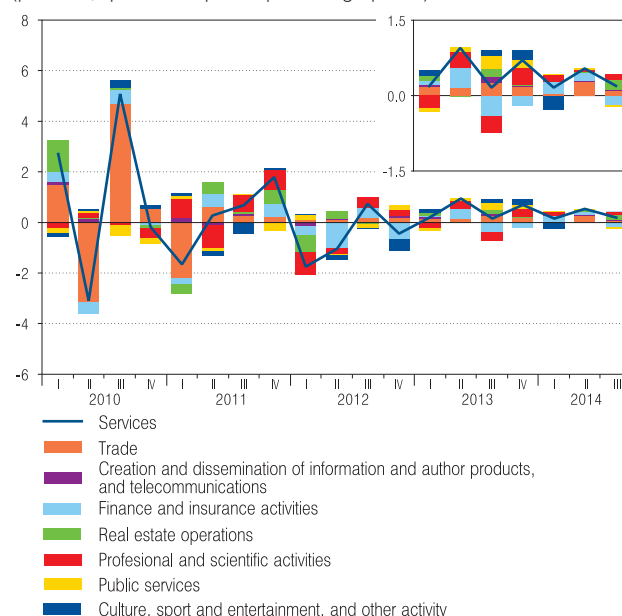 8
6
4
2
0
-2
-4
-6
1.5
0.0
-1.5
I II III IV I II III IV I II III IV I II III IV I II III
2010 2011 2012 2013 2014
Services
Trade
Creation and dissemination of information and author products,
and telecommunications
Finance and insurance activities
Real estate operations
Profesional and scientific activities
Public services
Culture, sport and entertainment, and other activity